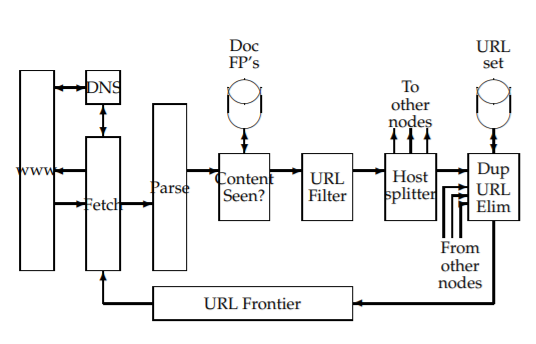 Doc
FP's
URL
set
DNS
To
other
nodes
www
Fetch
Parse
Content
Seen?
URL
Filter
Host
splitter
Dup
URL
Elim
From
other
nodes
URL Frontier